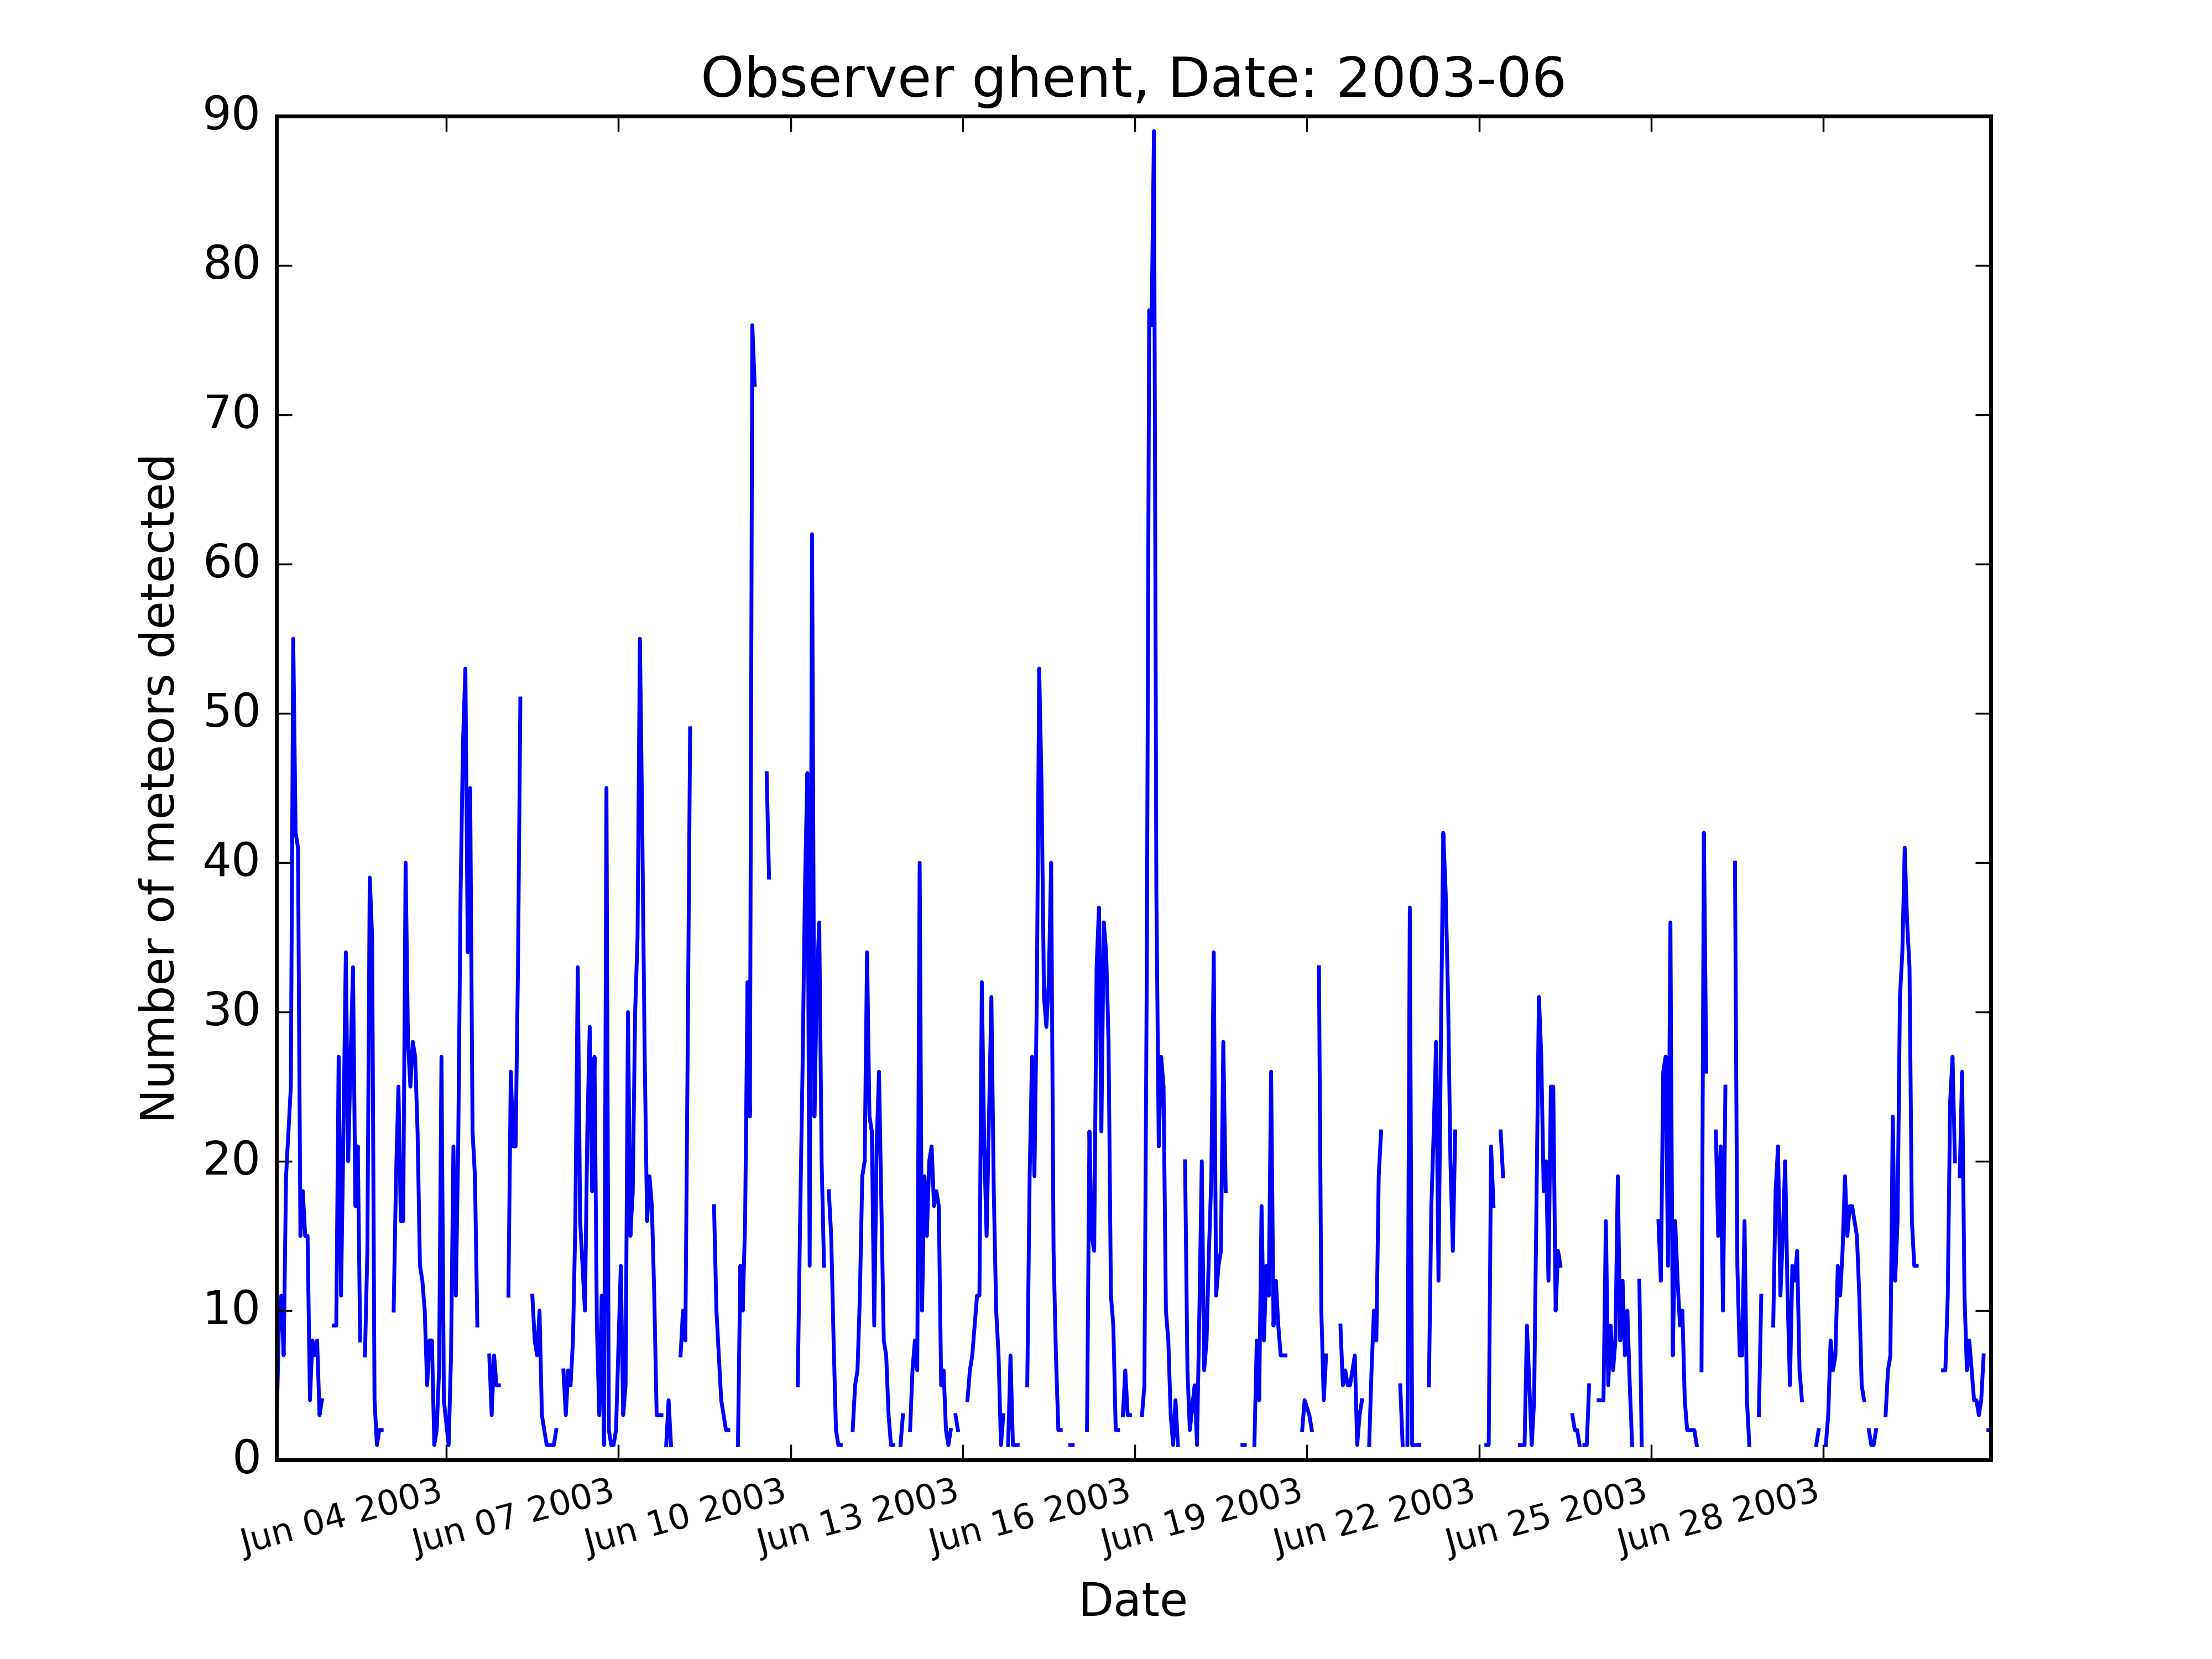 Observer ghent, Date: 2003-06
90
80
70
60
50
40
30
20
10
0
Number of meteors detected
Jun 04 2003
Jun 07 2003
Jun 10 2003
Jun 13 2003
Jun 16 2003
Jun 19 2003
Jun 22 2003
Jun 25 2003
Jun 28 2003
Date